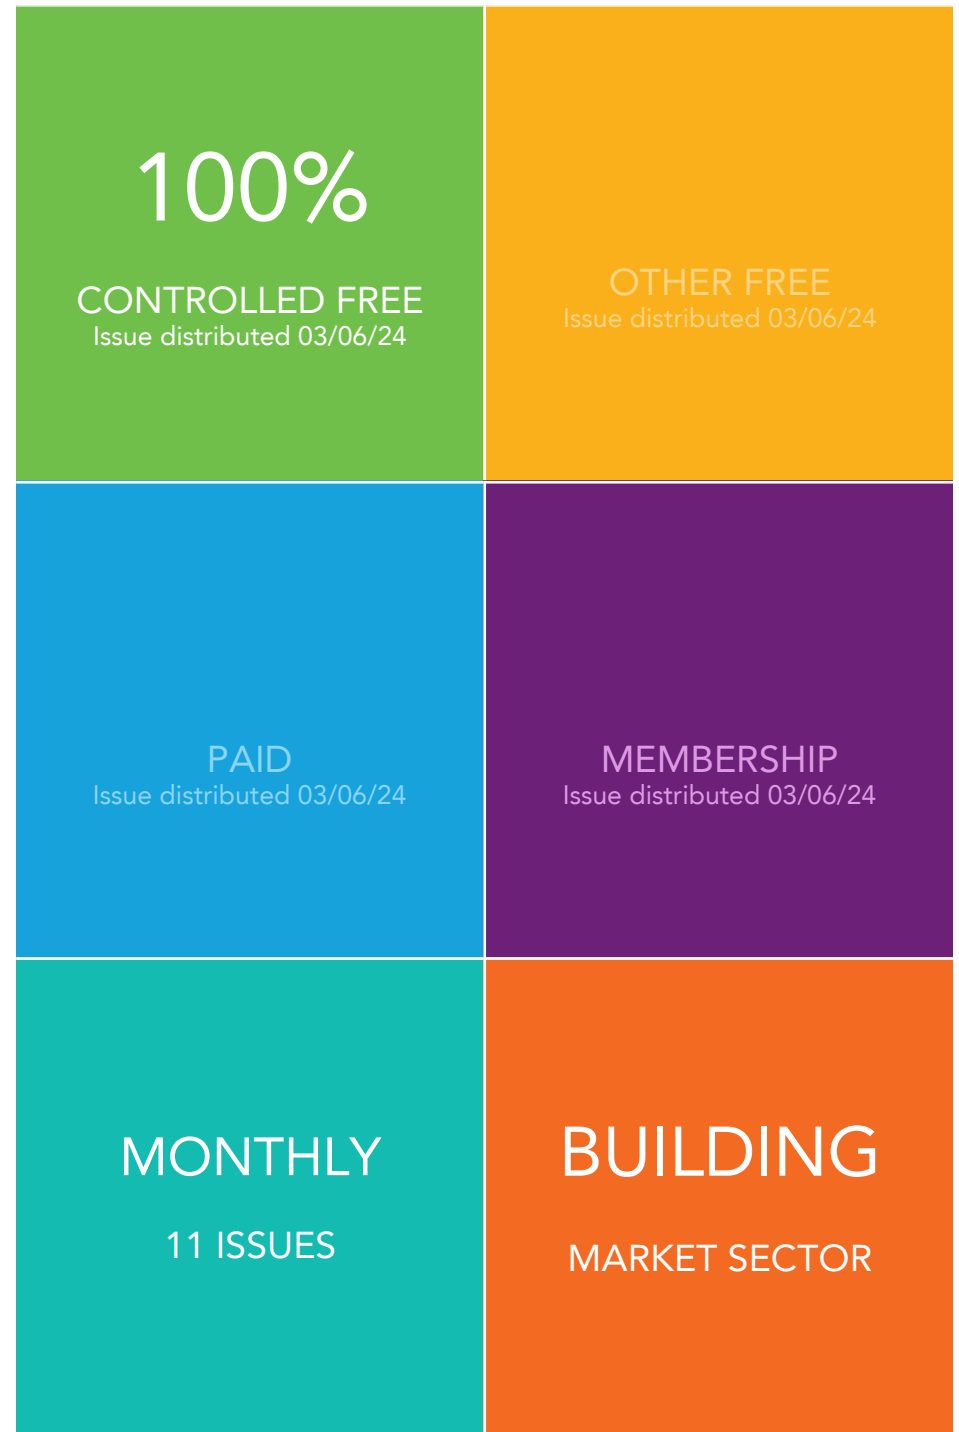 100%
CONTROLLED FREE
Issue distributed 03/06/24
OTHER FREE
Issue distributed 03/06/24
PAID
Issue distributed 03/06/24
MEMBERSHIP
Issue distributed 03/06/24
MONTHLY
11 ISSUES
BUILDING
MARKET SECTOR